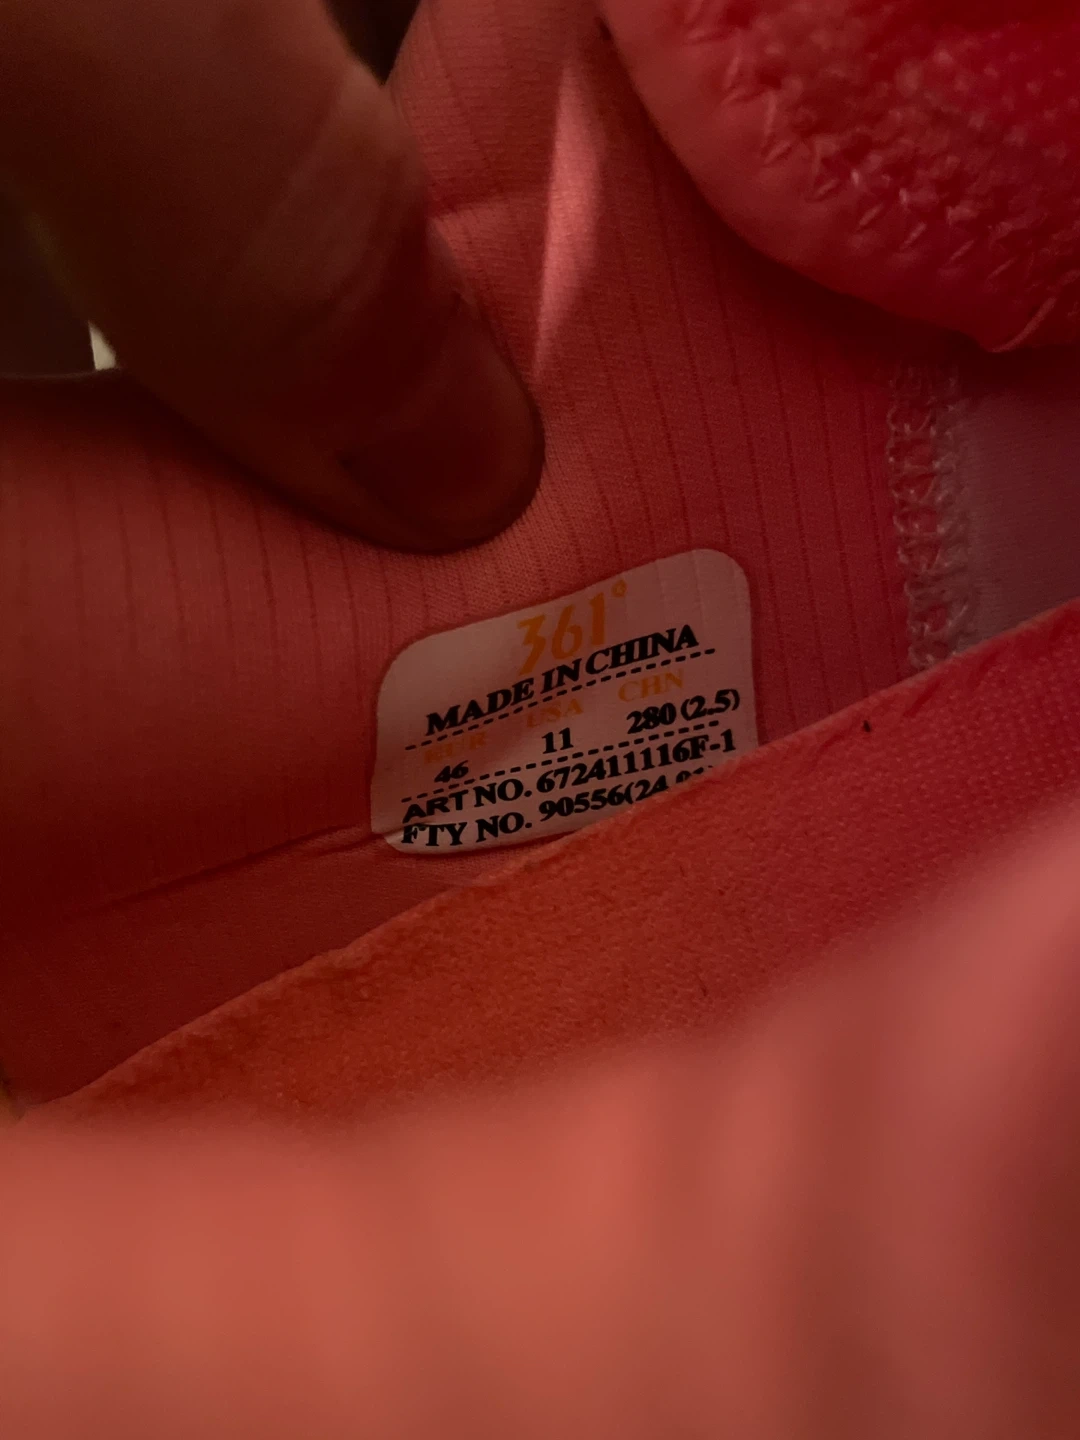 361°
MADE IN CHINA
EUR USA CHN
46 11 280(2.5)
ART NO. 672411116F-1
FTY NO. 90556(24